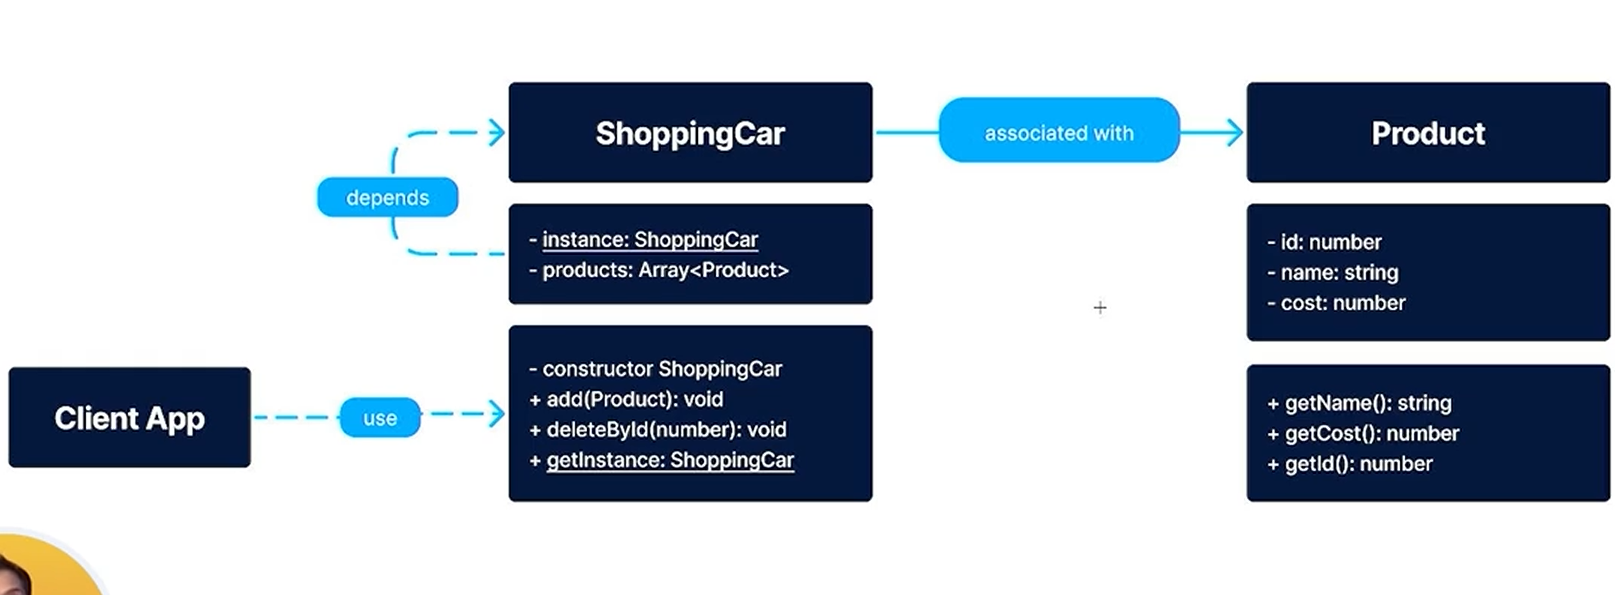 ShoppingCar
associated with
Product
depends
- instance: ShoppingCar
- products: Array<Product>
- id: number
- name: string
- cost: number
Client App
use
- constructor ShoppingCar
+ add(Product): void
+ deleteById(number): void
+ getInstance: ShoppingCar
+ getName(): string
+ getCost(): number
+ getId(): number